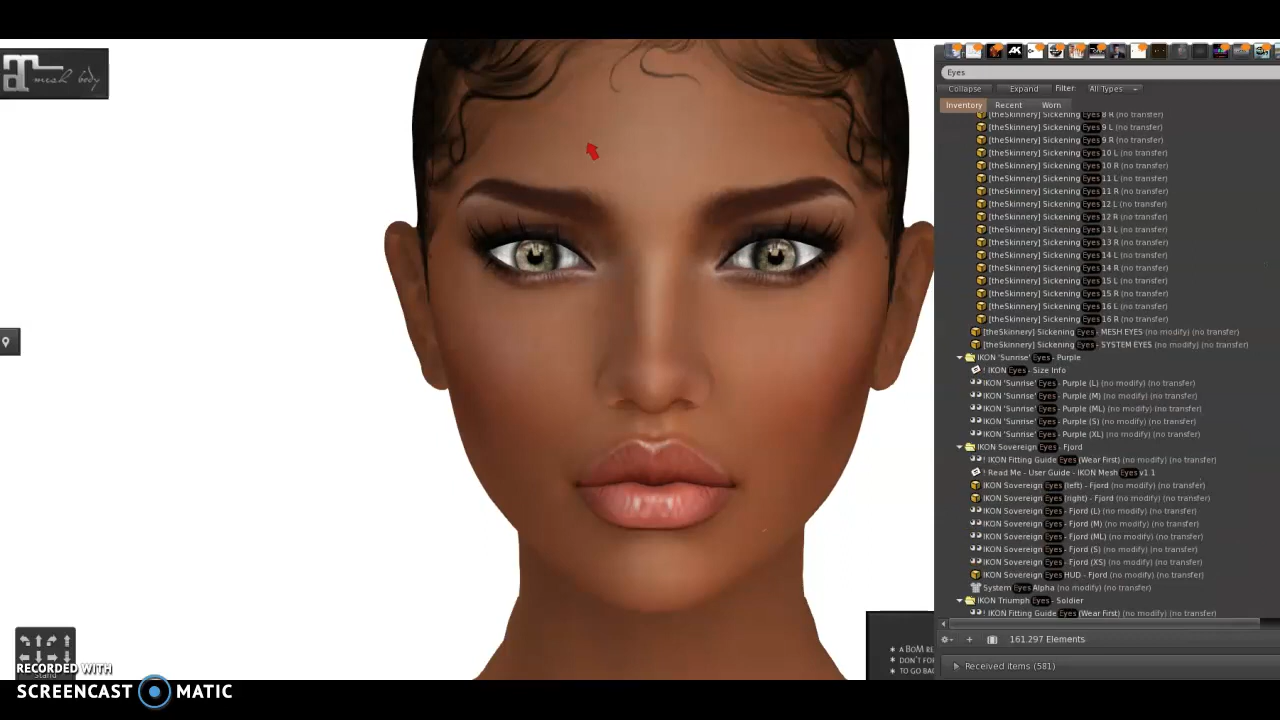 mesh body
Stand
RECORDED WITH
SCREENCAST MATIC
* A BOM RE
* DON'T FO
* TO GO BAC
AK
Eyes
Collapse Expand Filter: All Types
Inventory Recent Worn
[theSkinnery] Sickening Eyes 8 R (no transfer)
[theSkinnery] Sickening Eyes 9 L (no transfer)
[theSkinnery] Sickening Eyes 9 R (no transfer)
[theSkinnery] Sickening Eyes 10 L (no transfer)
[theSkinnery] Sickening Eyes 10 R (no transfer)
[theSkinnery] Sickening Eyes 11 L (no transfer)
[theSkinnery] Sickening Eyes 11 R (no transfer)
[theSkinnery] Sickening Eyes 12 L (no transfer)
[theSkinnery] Sickening Eyes 12 R (no transfer)
[theSkinnery] Sickening Eyes 13 L (no transfer)
[theSkinnery] Sickening Eyes 13 R (no transfer)
[theSkinnery] Sickening Eyes 14 L (no transfer)
[theSkinnery] Sickening Eyes 14 R (no transfer)
[theSkinnery] Sickening Eyes 15 L (no transfer)
[theSkinnery] Sickening Eyes 15 R (no transfer)
[theSkinnery] Sickening Eyes 16 L (no transfer)
[theSkinnery] Sickening Eyes 16 R (no transfer)
[theSkinnery] Sickening Eyes - MESH EYES (no modify) (no transfer)
[theSkinnery] Sickening Eyes - SYSTEM EYES (no modify) (no transfer)
IKON 'Sunrise' Eyes - Purple
! IKON Eyes - Size Info
IKON 'Sunrise' Eyes - Purple (L) (no modify) (no transfer)
IKON 'Sunrise' Eyes - Purple (M) (no modify) (no transfer)
IKON 'Sunrise' Eyes - Purple (ML) (no modify) (no transfer)
IKON 'Sunrise' Eyes - Purple (S) (no modify) (no transfer)
IKON 'Sunrise' Eyes - Purple (XL) (no modify) (no transfer)
IKON Sovereign Eyes - Fjord
! IKON Fitting Guide Eyes (Wear First) (no modify) (no transfer)
! Read Me - User Guide - IKON Mesh Eyes v1.1
IKON Sovereign Eyes (left) - Fjord (no modify) (no transfer)
IKON Sovereign Eyes (right) - Fjord (no modify) (no transfer)
IKON Sovereign Eyes - Fjord (L) (no modify) (no transfer)
IKON Sovereign Eyes - Fjord (M) (no modify) (no transfer)
IKON Sovereign Eyes - Fjord (ML) (no modify) (no transfer)
IKON Sovereign Eyes - Fjord (S) (no modify) (no transfer)
IKON Sovereign Eyes - Fjord (XS) (no modify) (no transfer)
IKON Sovereign Eyes HUD - Fjord (no modify) (no transfer)
System Eyes Alpha (no modify) (no transfer)
IKON Triumph Eyes - Soldier
! IKON Fitting Guide Eyes (Wear First) (no modify) (no transfer)
161.297 Elements
Received items (581)